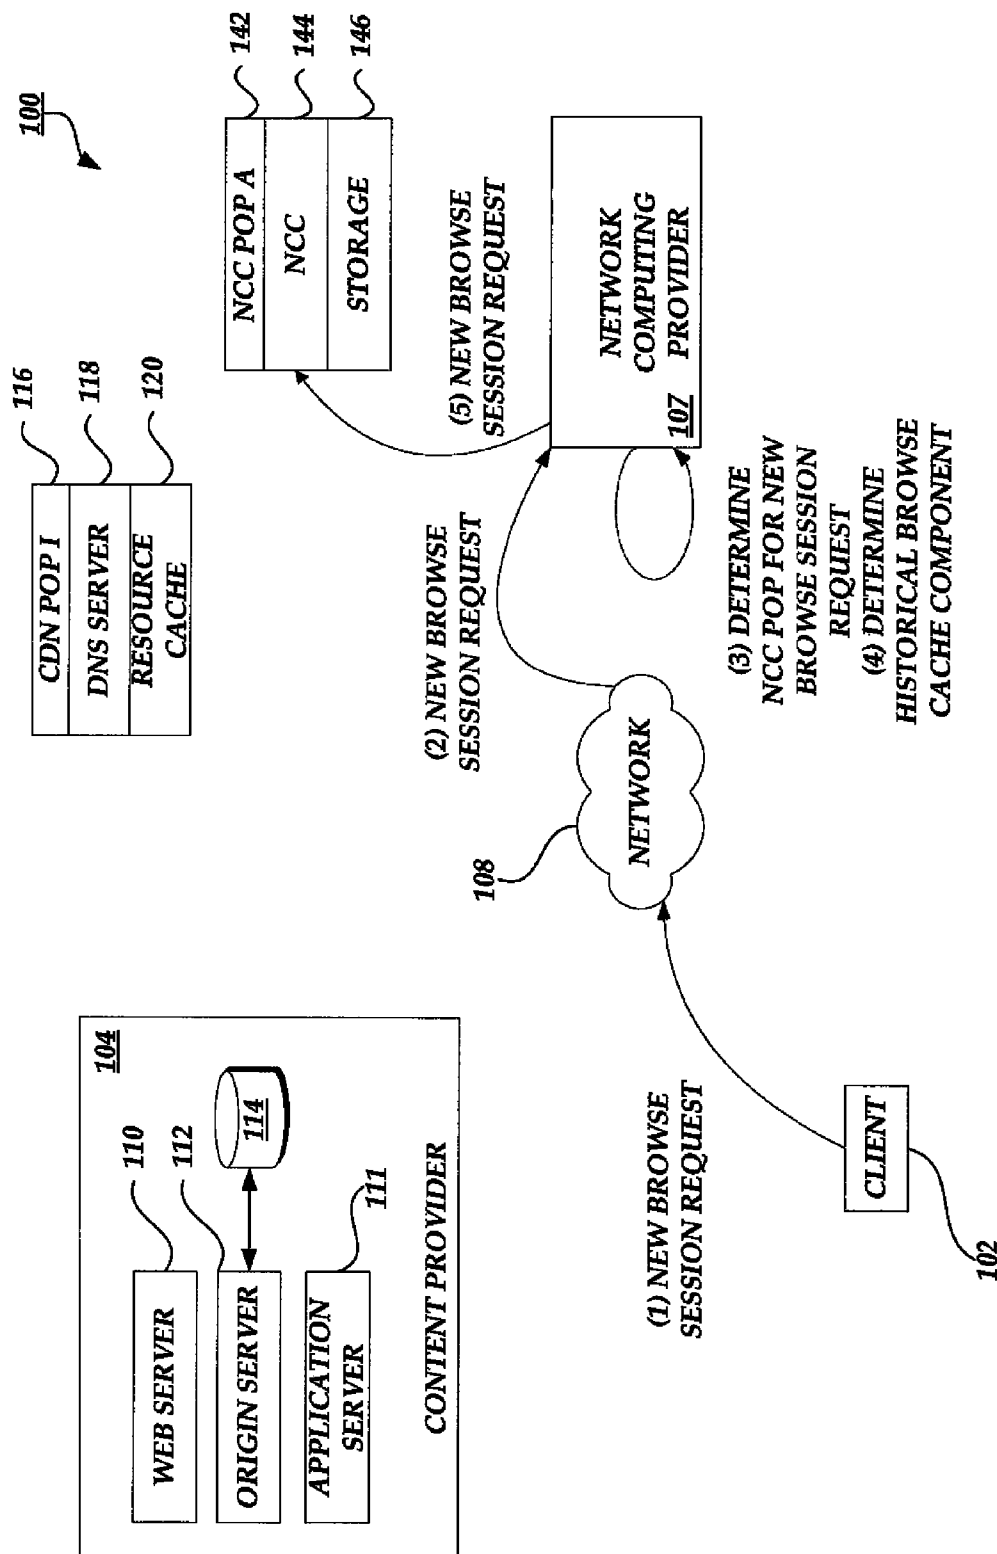 100
104
WEB SERVER
110
ORIGIN SERVER
112
114
APPLICATION
SERVER
111
CONTENT PROVIDER
CDN POP I
116
DNS SERVER
118
RESOURCE
CACHE
120
NCC POP A
142
NCC
144
STORAGE
146
(1) NEW BROWSE
SESSION REQUEST
CLIENT
102
108
NETWORK
(2) NEW BROWSE
SESSION REQUEST
(5) NEW BROWSE
SESSION REQUEST
NETWORK
COMPUTING
PROVIDER
107
(3) DETERMINE
NCC POP FOR NEW
BROWSE SESSION
REQUEST
(4) DETERMINE
HISTORICAL BROWSE
CACHE COMPONENT